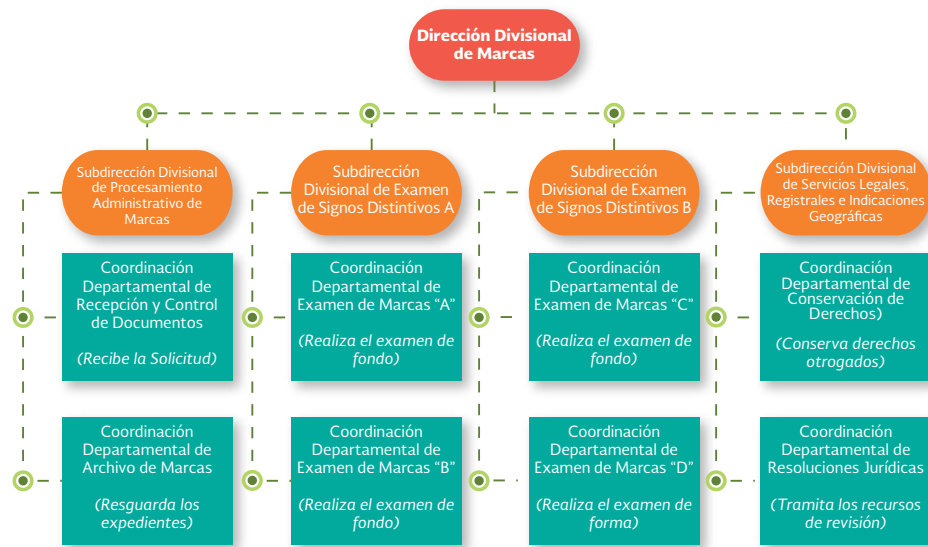 Dirección Divisional
de Marcas
Subdirección Divisional
de Procesamiento
Administrativo de
Marcas
Subdirección
Divisional de Examen
de Signos Distintivos A
Subdirección
Divisional de Examen
de Signos Distintivos B
Subdirección Divisional
de Servicios Legales,
Registrales e Indicaciones
Geográficas
Coordinación
Departamental de
Recepción y Control
de Documentos
(Recibe la Solicitud)
Coordinación
Departamental de
Examen de Marcas “A”
(Realiza el examen de
fondo)
Coordinación
Departamental de
Examen de Marcas “C”
(Realiza el examen de
fondo)
Coordinación
Departamental de
Conservación de
Derechos)
(Conserva derechos
otrogados)
Coordinación
Departamental de
Archivo de Marcas
(Resguarda los
expedientes)
Coordinación
Departamental de
Examen de Marcas “B”
(Realiza el examen de
fondo)
Coordinación
Departamental de
Examen de Marcas “D”
(Realiza el examen de
forma)
Coordinación
Departamental de
Resoluciones Jurídicas
(Tramita los recursos
de revisión)